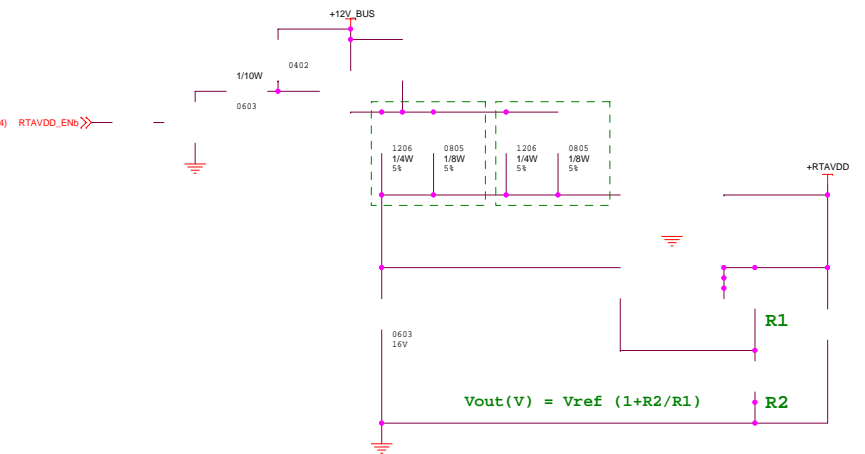 +12V_BUS
0402
1/10W
0603
4) RTAVDD_ENb
1206
1/4W
5%
0805
1/8W
5%
1206
1/4W
5%
0805
1/8W
5%
+RTAVDD
0603
16V
R1
Vout(V) = Vref (1+R2/R1)
R2